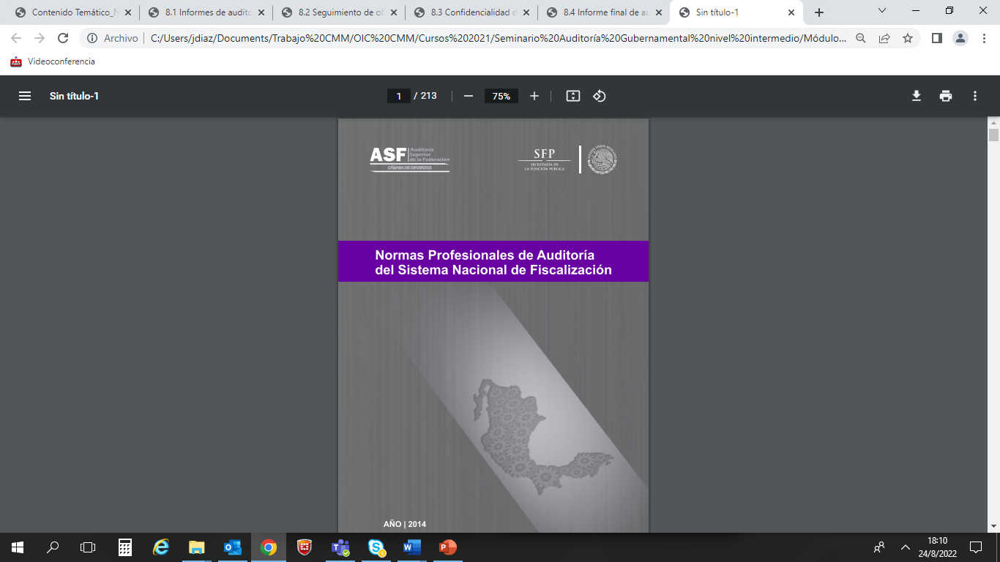 Contenido Temático_N
8.1 Informes de audito
8.2 Seguimiento de ob
8.3 Confidencialidad d
8.4 Informe final de au
Sin título-1
Archivo
C:/Users/jdiaz/Documents/Trabajo%20CMM/OIC%20CMM/Cursos%202021/Seminario%20Auditoría%20Gubernamental%20nivel%20intermedio/Módulo...
Videoconferencia
Sin título-1
1 / 213
75%
ASF Auditoría
Superior
de la Federación
CÁMARA DE DIPUTADOS
SFP
SECRETARÍA DE
LA FUNCIÓN PÚBLICA
Normas Profesionales de Auditoría
del Sistema Nacional de Fiscalización
AÑO | 2014
18:10
24/8/2022